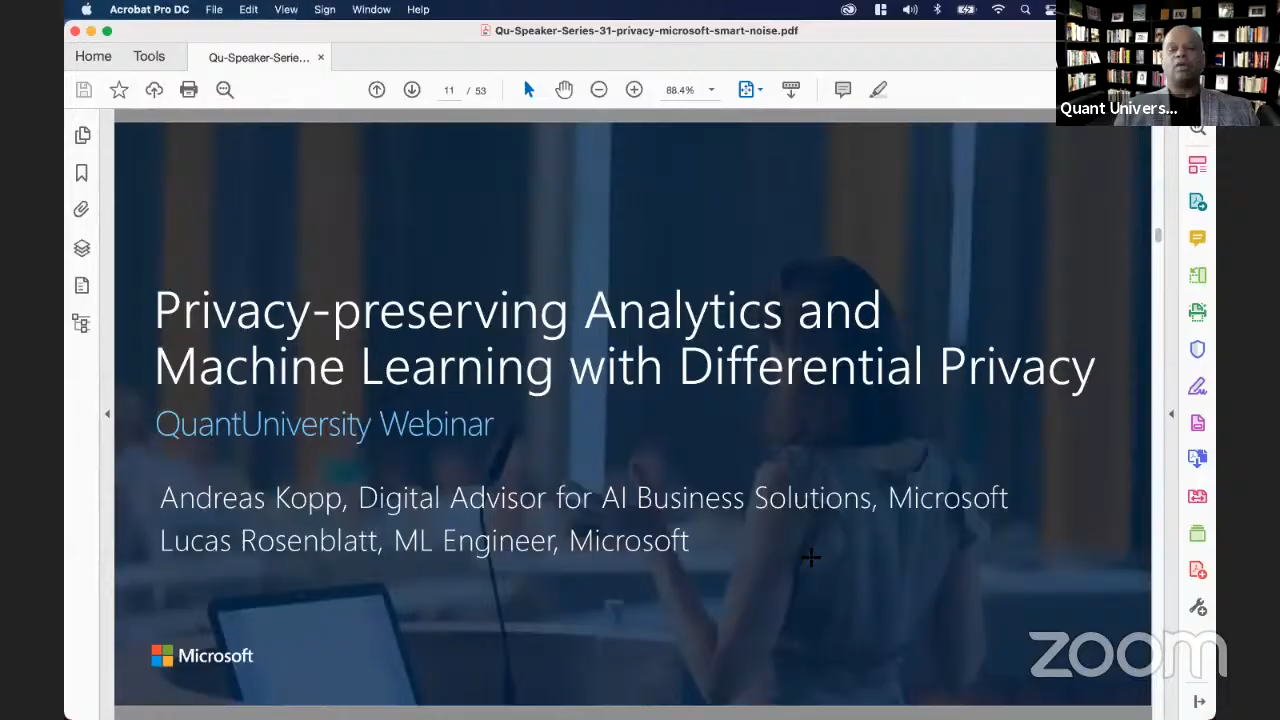 Acrobat Pro DC File Edit View Sign Window Help
Qu-Speaker-Series-31-privacy-microsoft-smart-noise.pdf
Home Tools Qu-Speaker-Serie... ×
11 / 53 88.4%
Quant Univers...
Privacy-preserving Analytics and
Machine Learning with Differential Privacy
QuantUniversity Webinar
Andreas Kopp, Digital Advisor for AI Business Solutions, Microsoft
Lucas Rosenblatt, ML Engineer, Microsoft
Microsoft
zoom